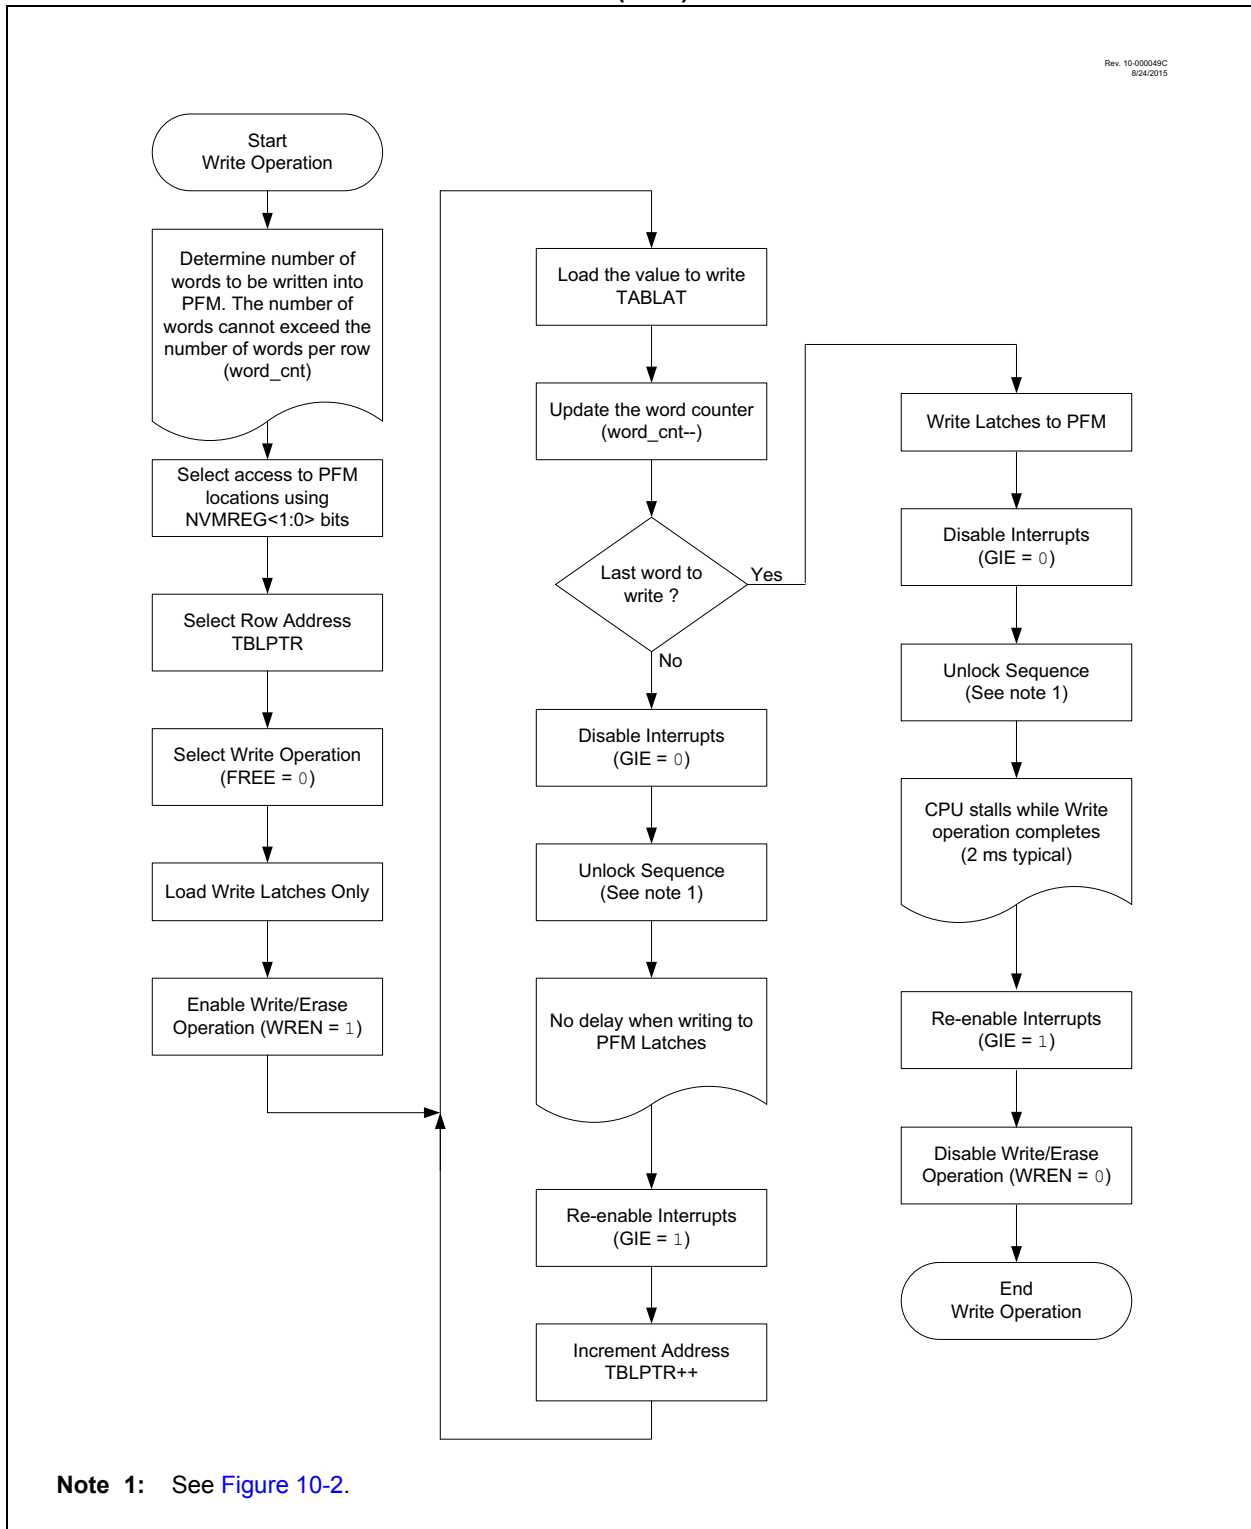 Rev. 10-000049C
8/24/2015
Start
Write Operation
Determine number of
words to be written into
PFM. The number of
words cannot exceed the
number of words per row
(word_cnt)
Select access to PFM
locations using
NVMREG<1:0> bits
Select Row Address
TBLPTR
Select Write Operation
(FREE = 0)
Load Write Latches Only
Enable Write/Erase
Operation (WREN = 1)
Load the value to write
TABLAT
Update the word counter
(word_cnt--)
Last word to
write ?
Yes
No
Disable Interrupts
(GIE = 0)
Unlock Sequence
(See note 1)
No delay when writing to
PFM Latches
Re-enable Interrupts
(GIE = 1)
Increment Address
TBLPTR++
Write Latches to PFM
Disable Interrupts
(GIE = 0)
Unlock Sequence
(See note 1)
CPU stalls while Write
operation completes
(2 ms typical)
Re-enable Interrupts
(GIE = 1)
Disable Write/Erase
Operation (WREN = 0)
End
Write Operation
Note 1: See Figure 10-2.